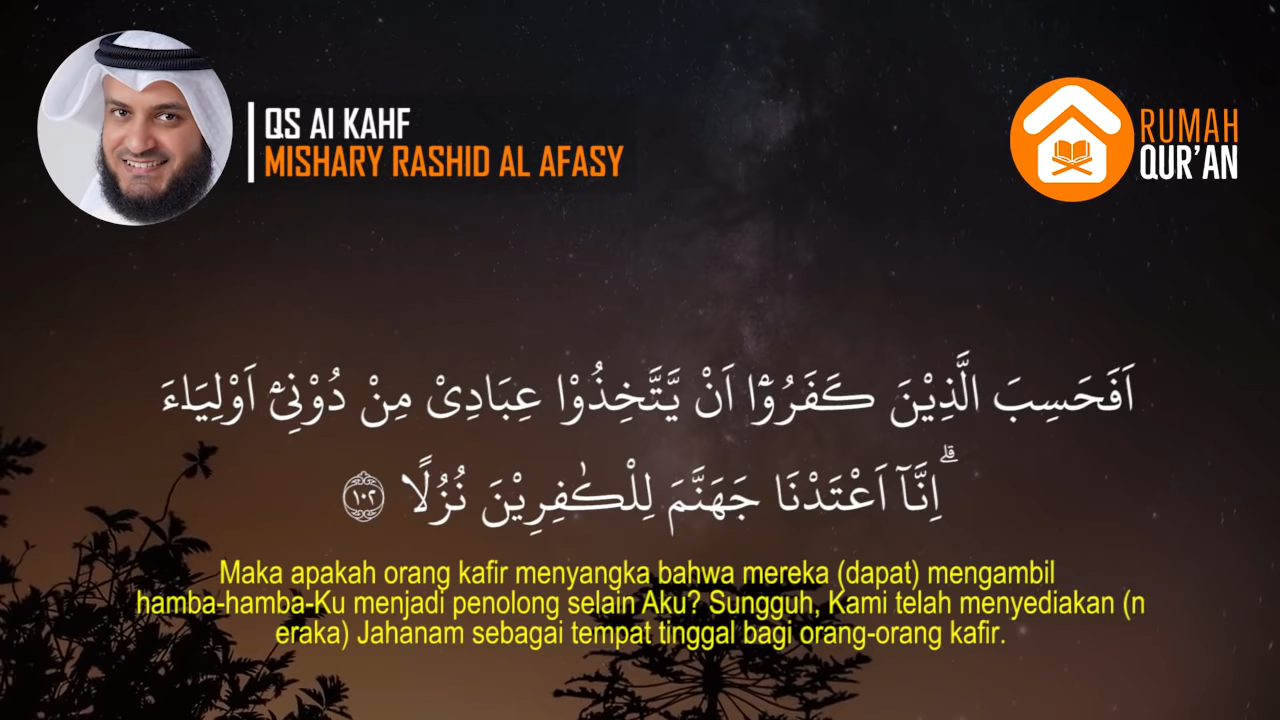 QS Al KAHF
MISHARY RASHID AL AFASY
RUMAH
QUR'AN
اَفَحَسِبَ الَّذِيْنَ كَفَرُوْٓا اَنْ يَّتَّخِذُوْا عِبَادِيْ مِنْ دُوْنِيْٓ اَوْلِيَاۤءَ
ۗاِنَّآ اَعْتَدْنَا جَهَنَّمَ لِلْكٰفِرِيْنَ نُزُلًا ١٠٢
Maka apakah orang kafir menyangka bahwa mereka (dapat) mengambil
hamba-hamba-Ku menjadi penolong selain Aku? Sungguh, Kami telah menyediakan (n
eraka) Jahanam sebagai tempat tinggal bagi orang-orang kafir.